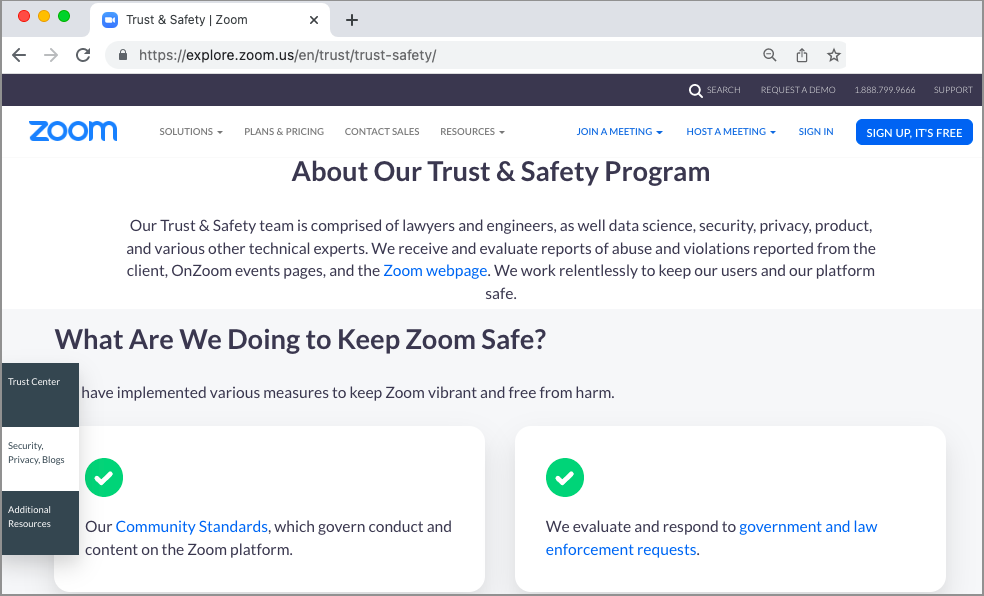 Trust & Safety | Zoom
https://explore.zoom.us/en/trust/trust-safety/
SEARCH REQUEST A DEMO 1.888.799.9666 SUPPORT
zoom SOLUTIONS PLANS & PRICING CONTACT SALES RESOURCES JOIN A MEETING HOST A MEETING SIGN IN SIGN UP, IT'S FREE
About Our Trust & Safety Program
Our Trust & Safety team is comprised of lawyers and engineers, as well data science, security, privacy, product,
and various other technical experts. We receive and evaluate reports of abuse and violations reported from the
client, OnZoom events pages, and the Zoom webpage. We work relentlessly to keep our users and our platform
safe.
What Are We Doing to Keep Zoom Safe?
have implemented various measures to keep Zoom vibrant and free from harm.
Trust Center
Security,
Privacy, Blogs
Additional
Resources
Our Community Standards, which govern conduct and
content on the Zoom platform.
We evaluate and respond to government and law
enforcement requests.